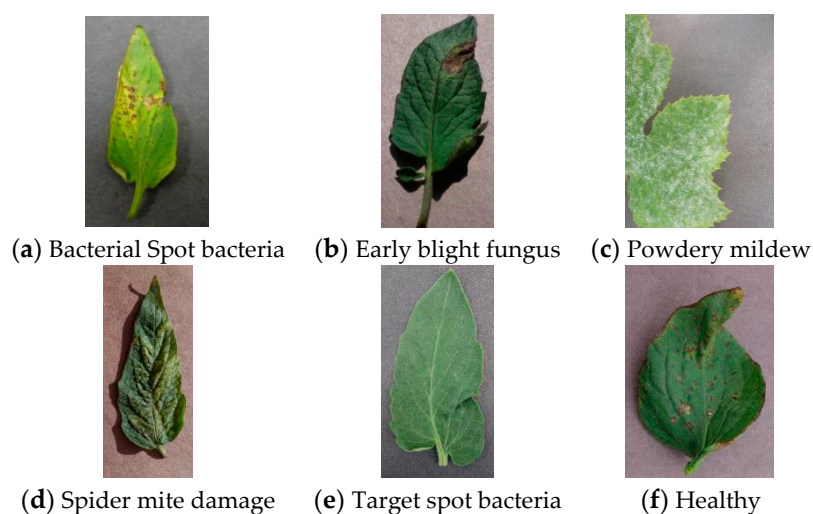 (a) Bacterial Spot bacteria (b) Early blight fungus (c) Powdery mildew
(d) Spider mite damage (e) Target spot bacteria (f) Healthy